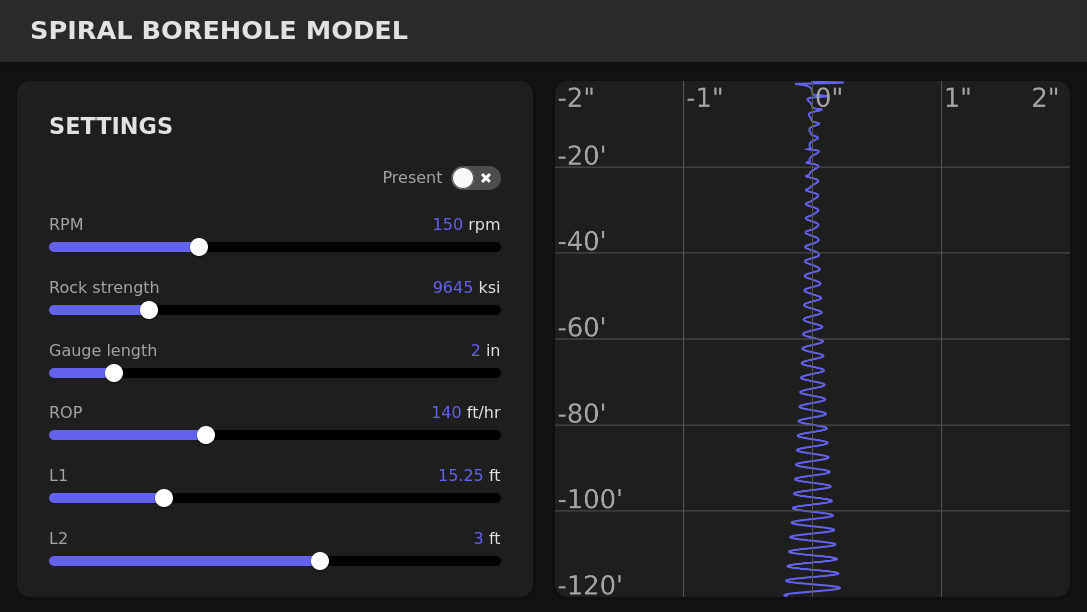 SPIRAL BOREHOLE MODEL
SETTINGS
Present
RPM 150 rpm
Rock strength 9645 ksi
Gauge length 2 in
ROP 140 ft/hr
L1 15.25 ft
L2 3 ft
-2" -1" 0" 1" 2"
-20'
-40'
-60'
-80'
-100'
-120'